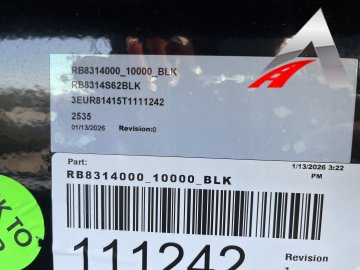 RB8314000_10000_BLK
RB8314S62BLK
3EUR81415T1111242
2535
01/13/2026 Revision:0
Part:
1/13/2026 3:22 PM
RB8314000_10000_BLK
111242
Revision
K TO